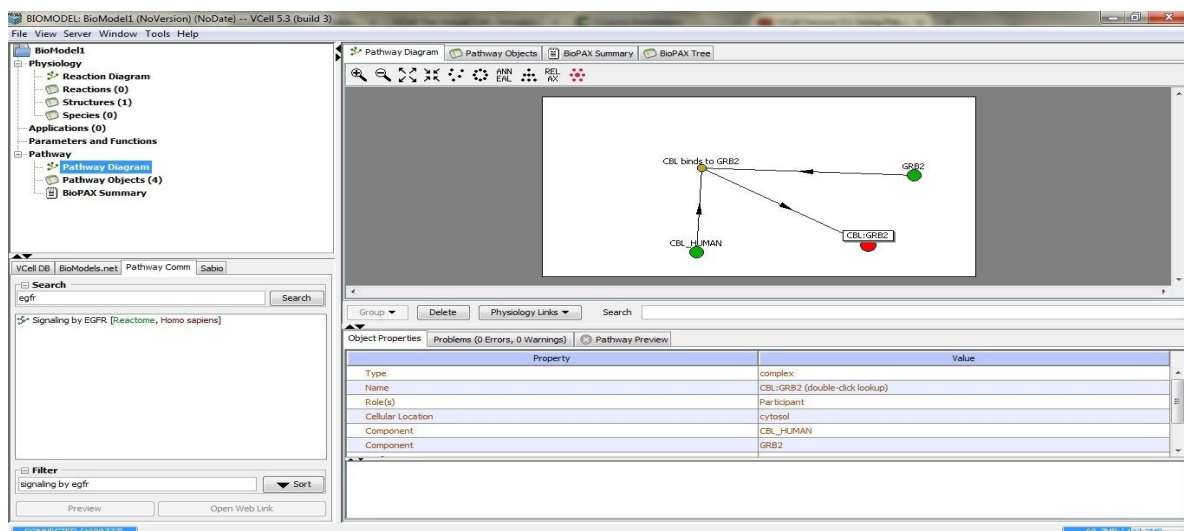 BIOMODEL: BioModel1 (NoVersion) (NoDate) -- VCell 5.3 (build 3)
File View Server Window Tools Help
BioModel1
Physiology
Reaction Diagram
Reactions (0)
Structures (1)
Species (0)
Applications (0)
Parameters and Functions
Pathway
Pathway Diagram
Pathway Objects (4)
BioPAX Summary
VCell DB BioModels.net Pathway Comm Sabio
Search
egfr Search
Signaling by EGFR [Reactome, Homo sapiens]
Filter
signaling by egfr Sort
Preview Open Web Link
Pathway Diagram Pathway Objects BioPAX Summary BioPAX Tree
ANN EAL REL AX
CBL binds to GRB2
GRB2
CBL:GRB2
CBL_HUMAN
Group Delete Physiology Links Search
Object Properties Problems (0 Errors, 0 Warnings) Pathway Preview
Property Value
Type complex
Name CBL:GRB2 (double-click lookup)
Role(s) Participant
Cellular Location cytosol
Component CBL_HUMAN
Component GRB2